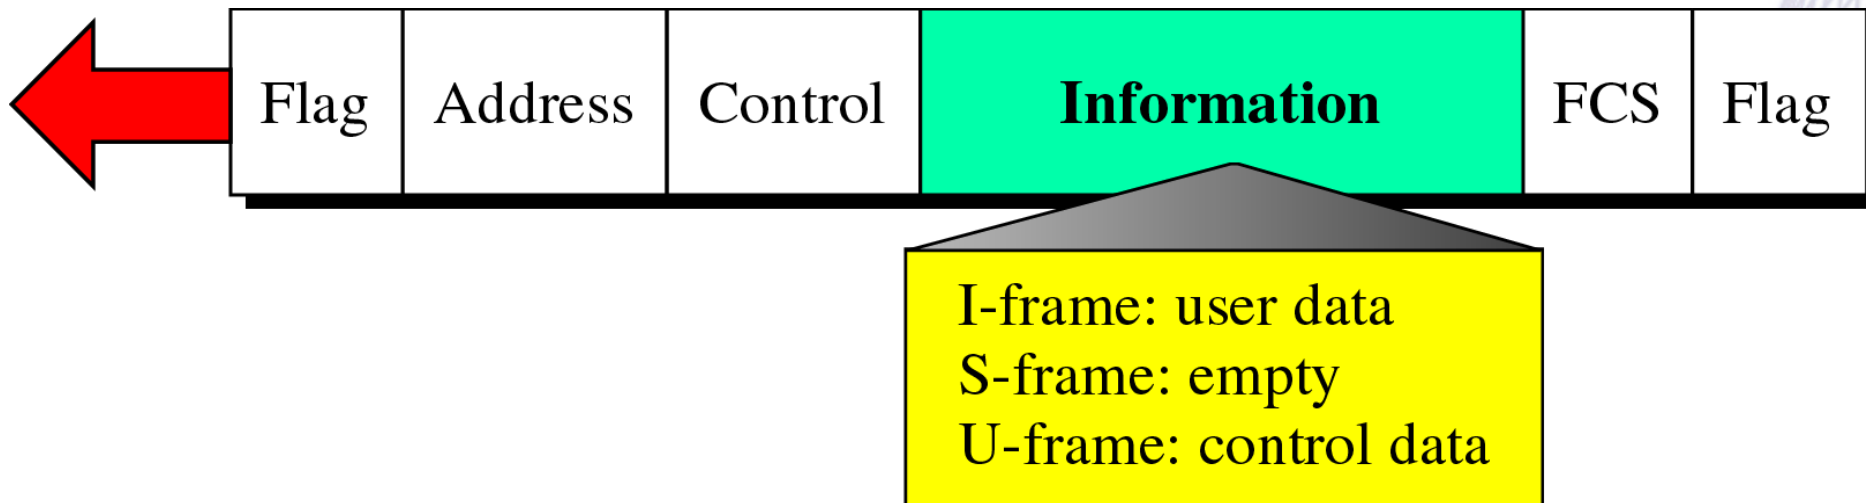 Flag Address Control Information FCS Flag
I-frame: user data
S-frame: empty
U-frame: control data